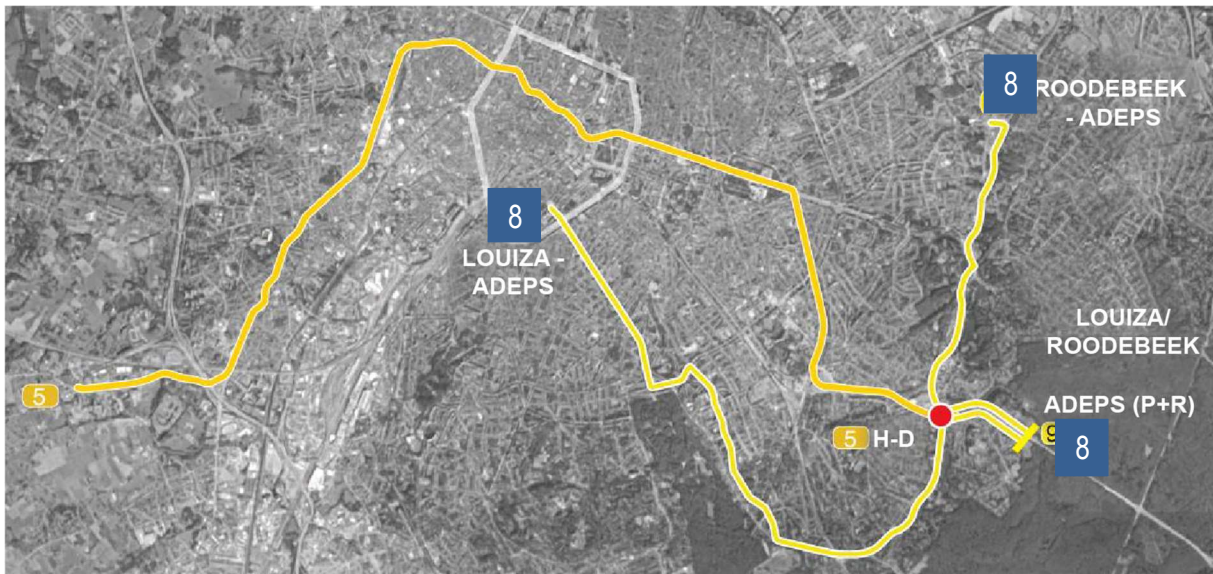 8
ROODEBEEK
- ADEPS
8
LOUIZA -
ADEPS
LOUIZA/
ROODEBEEK
5
ADEPS (P+R)
5 H-D
8